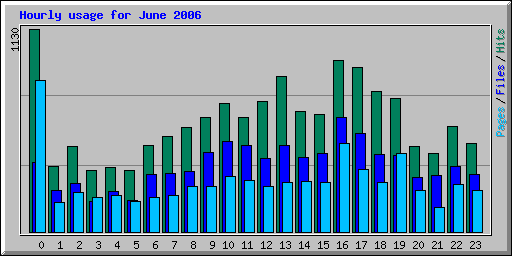 Hourly usage for June 2006
1130
Pages/Files/Hits
0 1 2 3 4 5 6 7 8 9 10 11 12 13 14 15 16 17 18 19 20 21 22 23